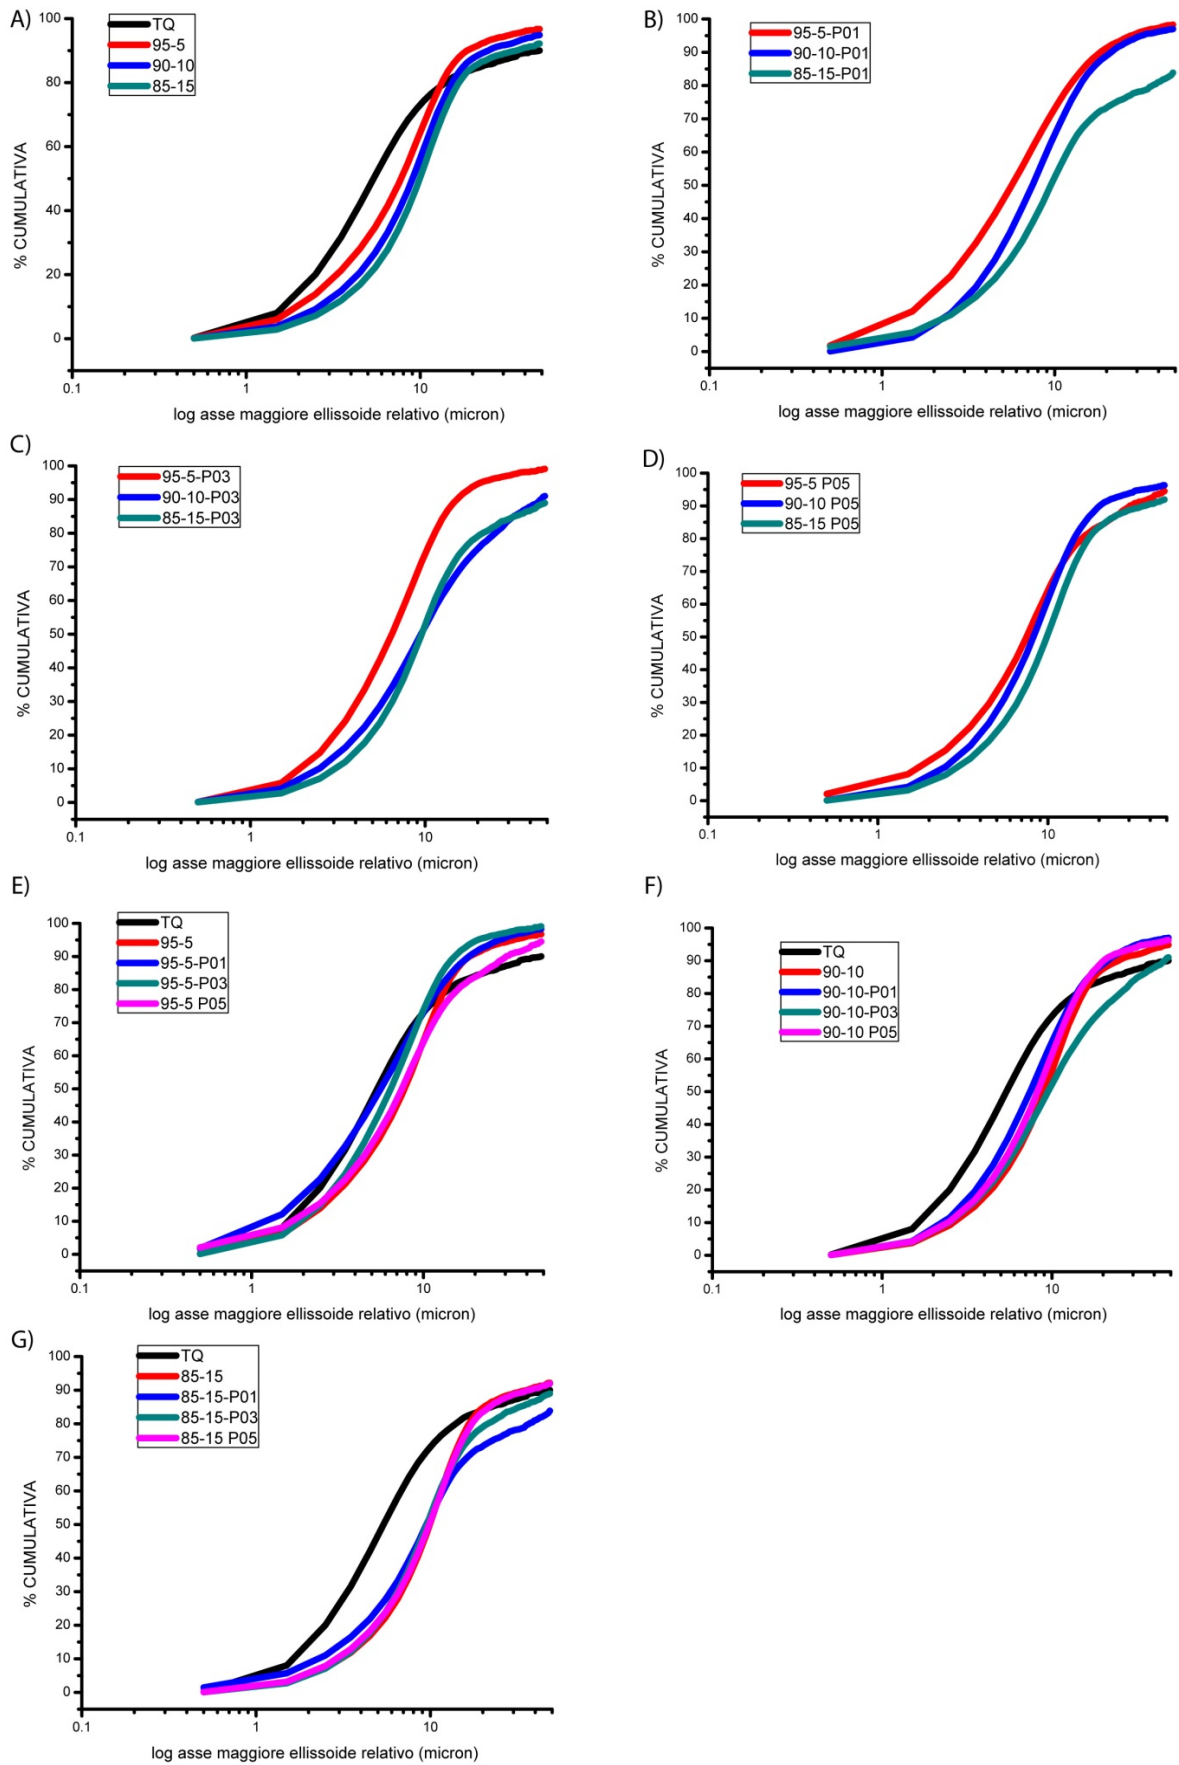 A)
TQ
95-5
90-10
85-15
100
80
60
40
20
0
% CUMULATIVA
0.1
1
10
log asse maggiore ellissoide relativo (micron)
B)
95-5-P01
90-10-P01
85-15-P01
100
90
80
70
60
50
40
30
20
10
0
% CUMULATIVA
0.1
1
10
log asse maggiore ellissoide relativo (micron)
C)
95-5-P03
90-10-P03
85-15-P03
100
90
80
70
60
50
40
30
20
10
0
% CUMULATIVA
0.1
1
10
log asse maggiore ellissoide relativo (micron)
D)
95-5 P05
90-10 P05
85-15 P05
100
90
80
70
60
50
40
30
20
10
0
% CUMULATIVA
0.1
1
10
log asse maggiore ellissoide relativo (micron)
E)
TQ
95-5
95-5-P01
95-5-P03
95-5 P05
100
90
80
70
60
50
40
30
20
10
0
% CUMULATIVA
0.1
1
10
log asse maggiore ellissoide relativo (micron)
F)
TQ
90-10
90-10-P01
90-10-P03
90-10 P05
100
90
80
70
60
50
40
30
20
10
0
% CUMULATIVA
0.1
1
10
log asse maggiore ellissoide relativo (micron)
G)
TQ
85-15
85-15-P01
85-15-P03
85-15 P05
100
90
80
70
60
50
40
30
20
10
0
% CUMULATIVA
0.1
1
10
log asse maggiore ellissoide relativo (micron)